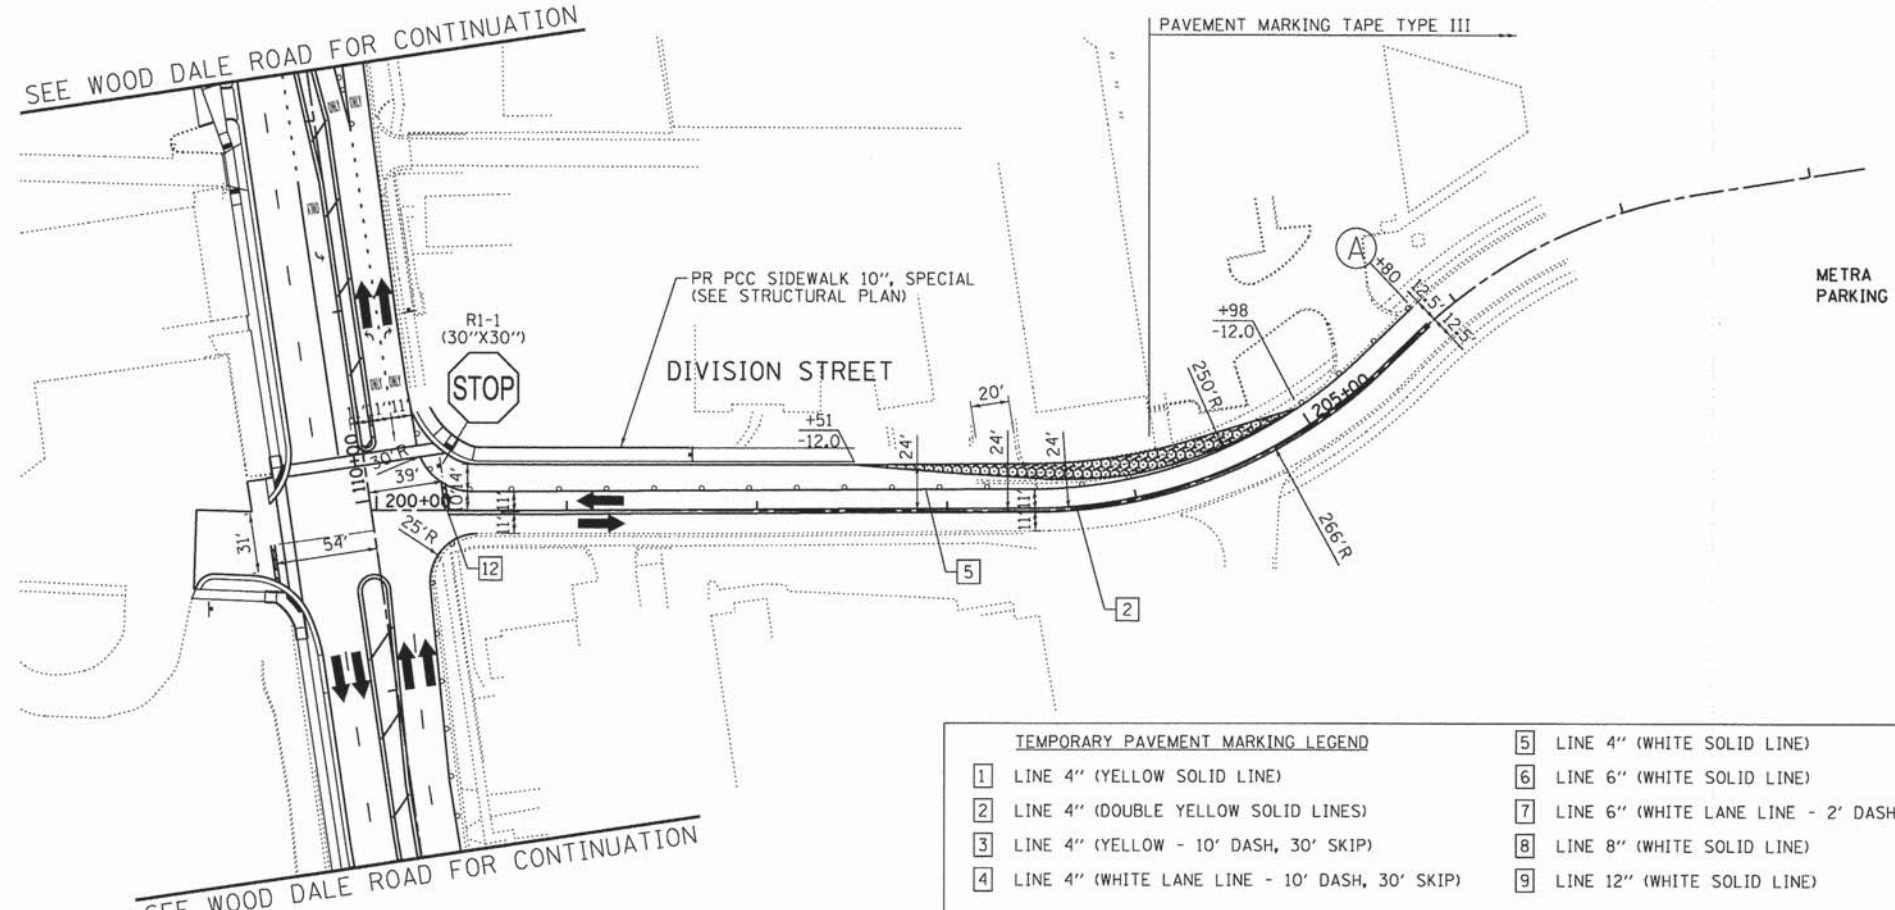 SEE WOOD DALE ROAD FOR CONTINUATION
PAVEMENT MARKING TAPE TYPE III
ONLY ONLY
PR PCC SIDEWALK 10", SPECIAL
(SEE STRUCTURAL PLAN)
R1-1
(30"X30")
STOP
DIVISION STREET
A
+80
12.5'
12.5'
METRA
PARKING
+98
-12.0
250'R
205+00
266'R
20'
+51
-12.0
24'
24'
24'
ONLY ONLY
11'
110+00
30'R
39'
14'
200+00
11'
11'
11'
11'
25'R
31'
54'
12
5
2
SEE WOOD DALE ROAD FOR CONTINUATION
TEMPORARY PAVEMENT MARKING LEGEND
1 LINE 4" (YELLOW SOLID LINE)
2 LINE 4" (DOUBLE YELLOW SOLID LINES)
3 LINE 4" (YELLOW - 10' DASH, 30' SKIP)
4 LINE 4" (WHITE LANE LINE - 10' DASH, 30' SKIP)
5 LINE 4" (WHITE SOLID LINE)
6 LINE 6" (WHITE SOLID LINE)
7 LINE 6" (WHITE LANE LINE - 2' DASH
8 LINE 8" (WHITE SOLID LINE)
9 LINE 12" (WHITE SOLID LINE)